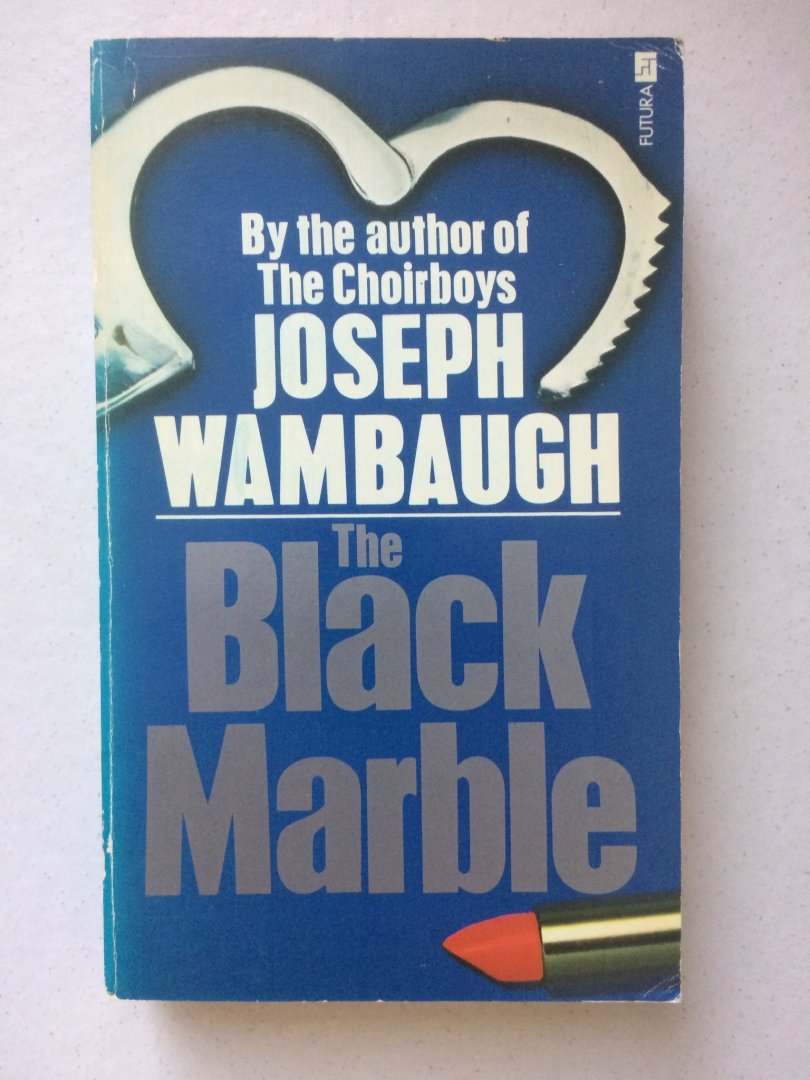 FUTURA
By the author of
The Choirboys
JOSEPH
WAMBAUGH
The
Black
Marble